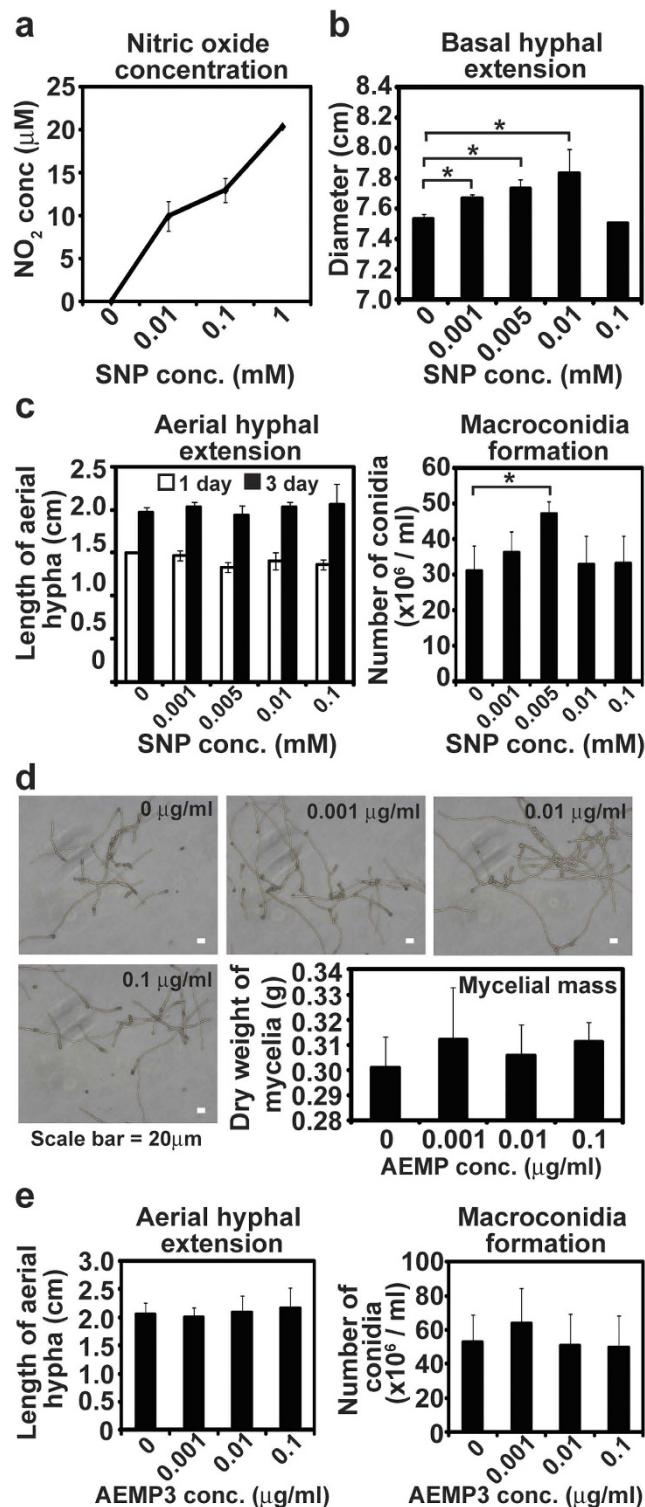 a
Nitric oxide
concentration
NO2 conc (μM)
25
20
15
10
5
0
0
0.01
0.1
1
SNP conc. (mM)
b
Basal hyphal
extension
Diameter (cm)
8.4
8.2
8.0
7.8
7.6
7.4
7.2
7.0
*
*
*
0
0.001
0.005
0.01
0.1
SNP conc. (mM)
c
Aerial hyphal
extension
Length of aerial
hypha (cm)
2.5
2.0
1.5
1.0
0.5
0
1 day
3 day
0
0.001
0.005
0.01
0.1
SNP conc. (mM)
Macroconidia
formation
Number of conidia
(x10⁶ / ml)
60
50
40
30
20
10
0
*
0
0.001
0.005
0.01
0.1
SNP conc. (mM)
d
0 μg/ml
0.001 μg/ml
0.01 μg/ml
0.1 μg/ml
Scale bar = 20μm
Dry weight of
mycelia (g)
0.34
0.33
0.32
0.31
0.30
0.29
0.28
Mycelial mass
0
0.001
0.01
0.1
AEMP conc. (μg/ml)
e
Aerial hyphal
extension
Length of aerial
hypha (cm)
3.0
2.5
2.0
1.5
1.0
0.5
0
0
0.001
0.01
0.1
AEMP3 conc. (μg/ml)
Macroconidia
formation
Number of
conidia
(x10⁶ / ml)
100
80
60
40
20
0
0
0.001
0.01
0.1
AEMP3 conc. (μg/ml)